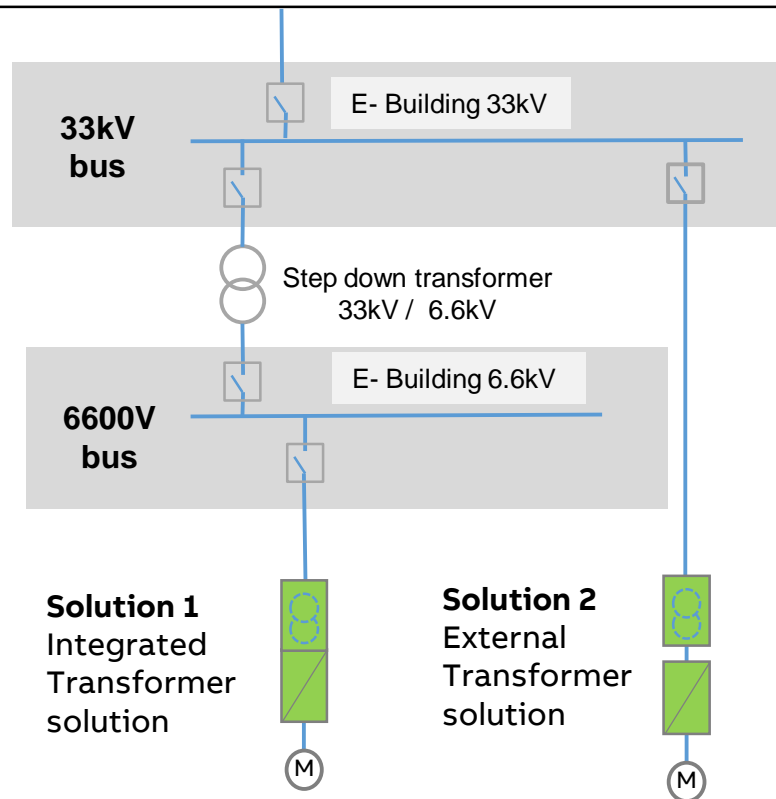 E- Building 33kV
33kV
bus
Step down transformer
33kV / 6.6kV
E- Building 6.6kV
6600V
bus
Solution 1
Integrated
Transformer
solution
Solution 2
External
Transformer
solution
M
M